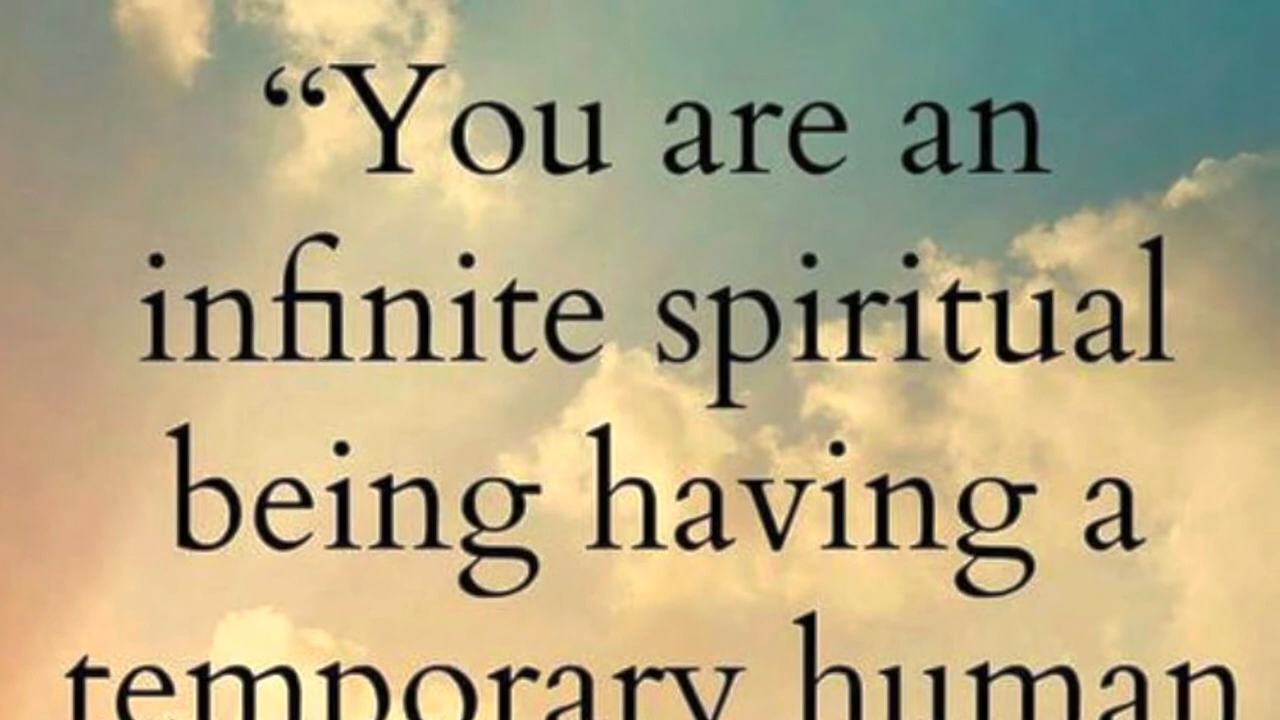 “You are an
infinite spiritual
being having a
temporary human